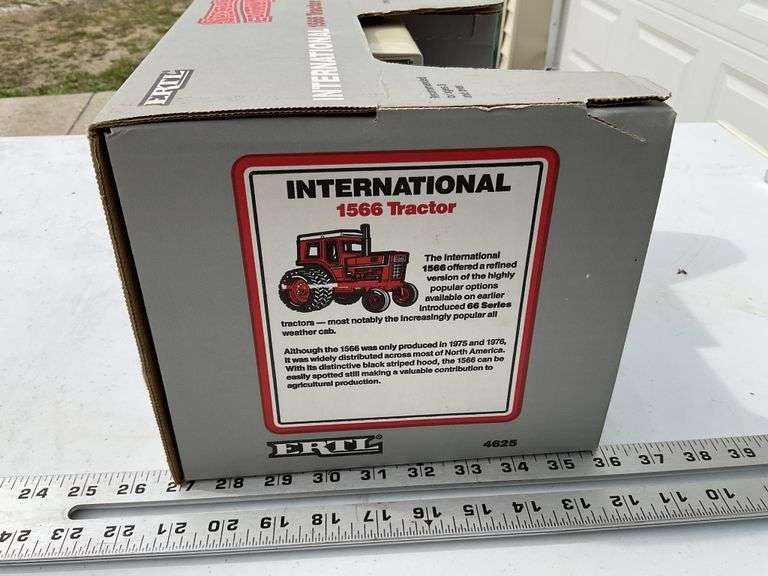 ERTL
INTERNATIONAL 1566 Tractor
INTERNATIONAL
1566 Tractor
The International
1566 offered a refined
version of the highly
popular options
available on earlier
introduced 66 Series
tractors — most notably the increasingly popular all
weather cab.
Although the 1566 was only produced in 1975 and 1976,
it was widely distributed across most of North America.
With its distinctive black striped hood, the 1566 can be
easily spotted still making a valuable contribution to
agricultural production.
ERTL®
4625
24 25 26 27 28 29 30 31 32 33 34 35 36 37 38 39
24 23 22 21 20 19 18 17 16 15 14 13 12 11 10